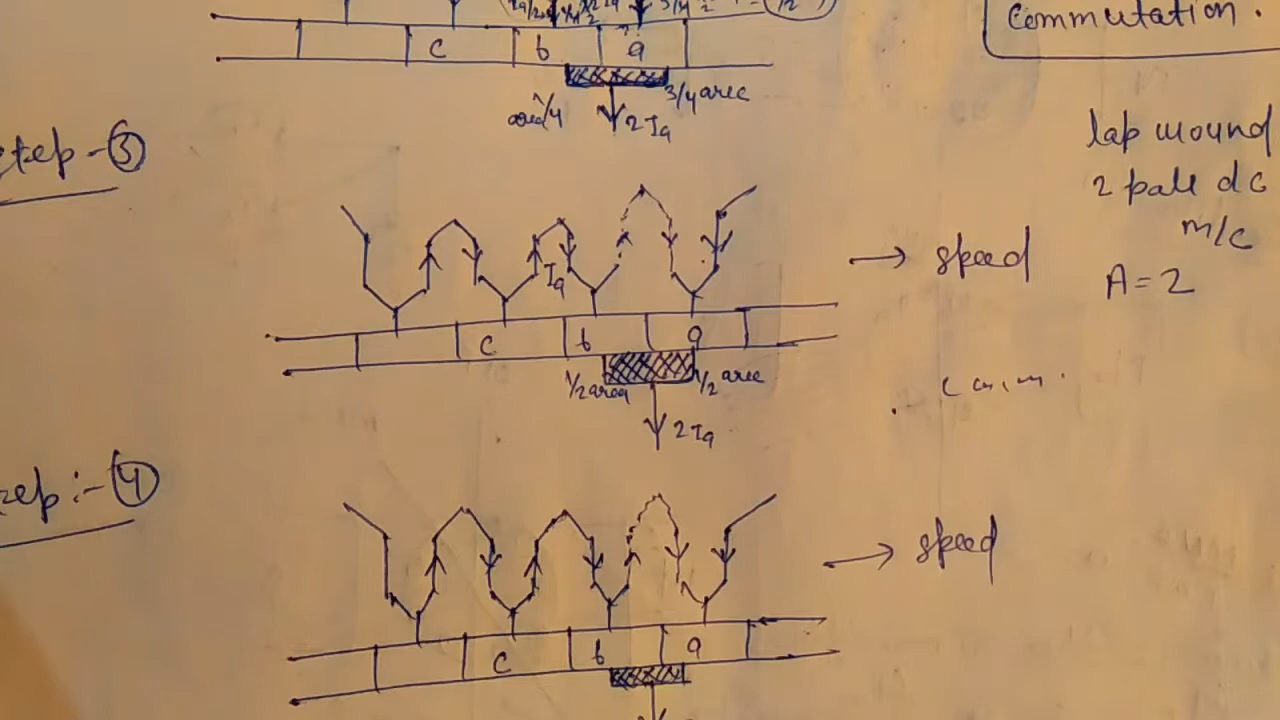 commutation.
c b a
3/4 area
2Ia
lap wound
2 pole dc
m/c
A=2
step-③
Ia
→ speed
c b a
1/2 area 1/2 area
2Ia
④
→ speed
c b a